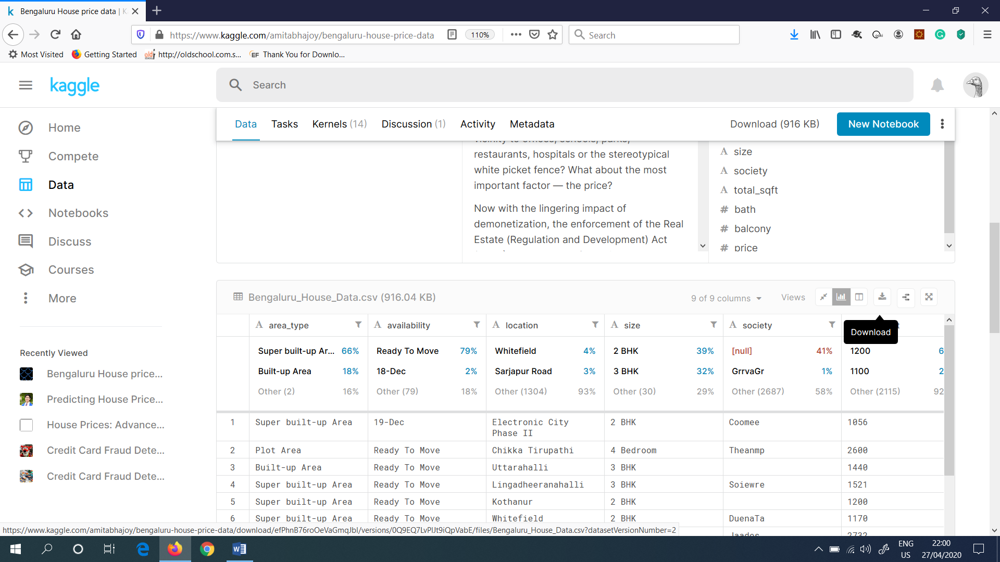 Bengaluru House price data | K
https://www.kaggle.com/amitabhajoy/bengaluru-house-price-data
110%
Search
Most Visited
Getting Started
http://oldschool.com.s...
EF Thank You for Downlo...
kaggle
Search
Home
Compete
Data
Notebooks
Discuss
Courses
More
Recently Viewed
Bengaluru House price...
Predicting House Price...
House Prices: Advance...
Credit Card Fraud Dete...
Credit Card Fraud Dete...
Data Tasks Kernels (14) Discussion (1) Activity Metadata Download (916 KB) New Notebook
vicinity to offices, schools, parks,
restaurants, hospitals or the stereotypical
white picket fence? What about the most
important factor — the price?
Now with the lingering impact of
demonetization, the enforcement of the Real
Estate (Regulation and Development) Act
A size
A society
A total_sqft
# bath
# balcony
# price
Bengaluru_House_Data.csv (916.04 KB) 9 of 9 columns Views
Download
A area_type A availability A location A size A society t
Super built-up Ar... 66% Ready To Move 79% Whitefield 4% 2 BHK 39% [null] 41% 1200 6
Built-up Area 18% 18-Dec 2% Sarjapur Road 3% 3 BHK 32% GrrvaGr 1% 1100 2
Other (2) 16% Other (79) 18% Other (1304) 93% Other (30) 29% Other (2687) 58% Other (2115) 92
1 Super built-up Area 19-Dec Electronic City 2 BHK Coomee 1056
Phase II
2 Plot Area Ready To Move Chikka Tirupathi 4 Bedroom Theanmp 2600
3 Built-up Area Ready To Move Uttarahalli 3 BHK 1440
4 Super built-up Area Ready To Move Lingadheeranahalli 3 BHK Soiewre 1521
5 Super built-up Area Ready To Move Kothanur 2 BHK 1200
6 Super built-up Area Ready To Move Whitefield 2 BHK DuenaTa 1170
Jaades 2732
https://www.kaggle.com/amitabhajoy/bengaluru-house-price-data/download/efPhnB76roOeVaGmqJbl/versions/0Q9EQ7LvPlJt9iQpVabE/files/Bengaluru_House_Data.csv?datasetVersionNumber=2
ENG
US
22:00
27/04/2020